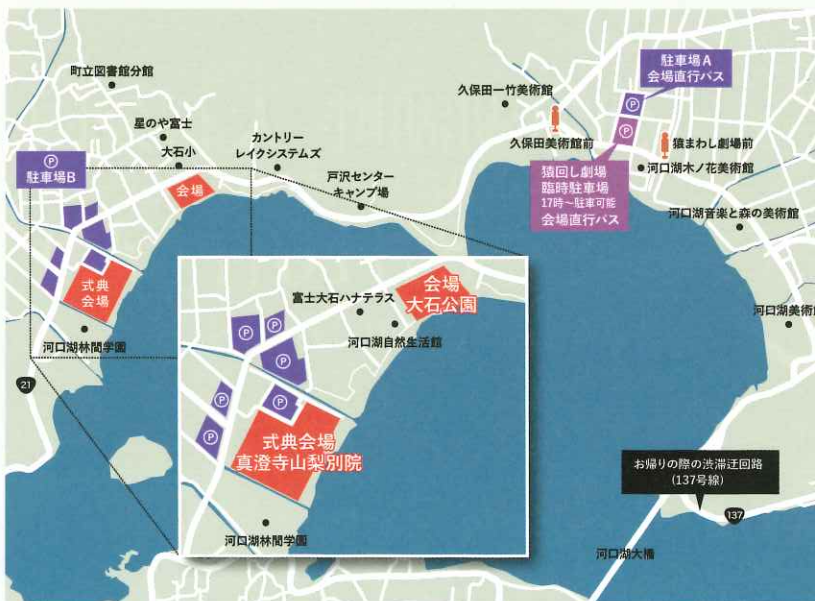 町立図書館分館
星のや富士
大石小
カントリー
レイクシステムズ
戸沢センター
キャンプ場
久保田一竹美術館
久保田美術館前
駐車場A
会場直行バス
P
P
猿まわし劇場前
河口湖木ノ花美術館
猿回し劇場
臨時駐車場
17時～駐車可能
会場直行バス
河口湖音楽と森の美術館
河口湖美術館
P
駐車場B
会場
式典
会場
河口湖林間学園
21
会場
大石公園
富士大石ハナテラス
河口湖自然生活館
P
P
P
P
P
P
式典会場
真澄寺山梨別院
河口湖林間学園
お帰りの際の渋滞迂回路
(137号線)
137
河口湖大橋